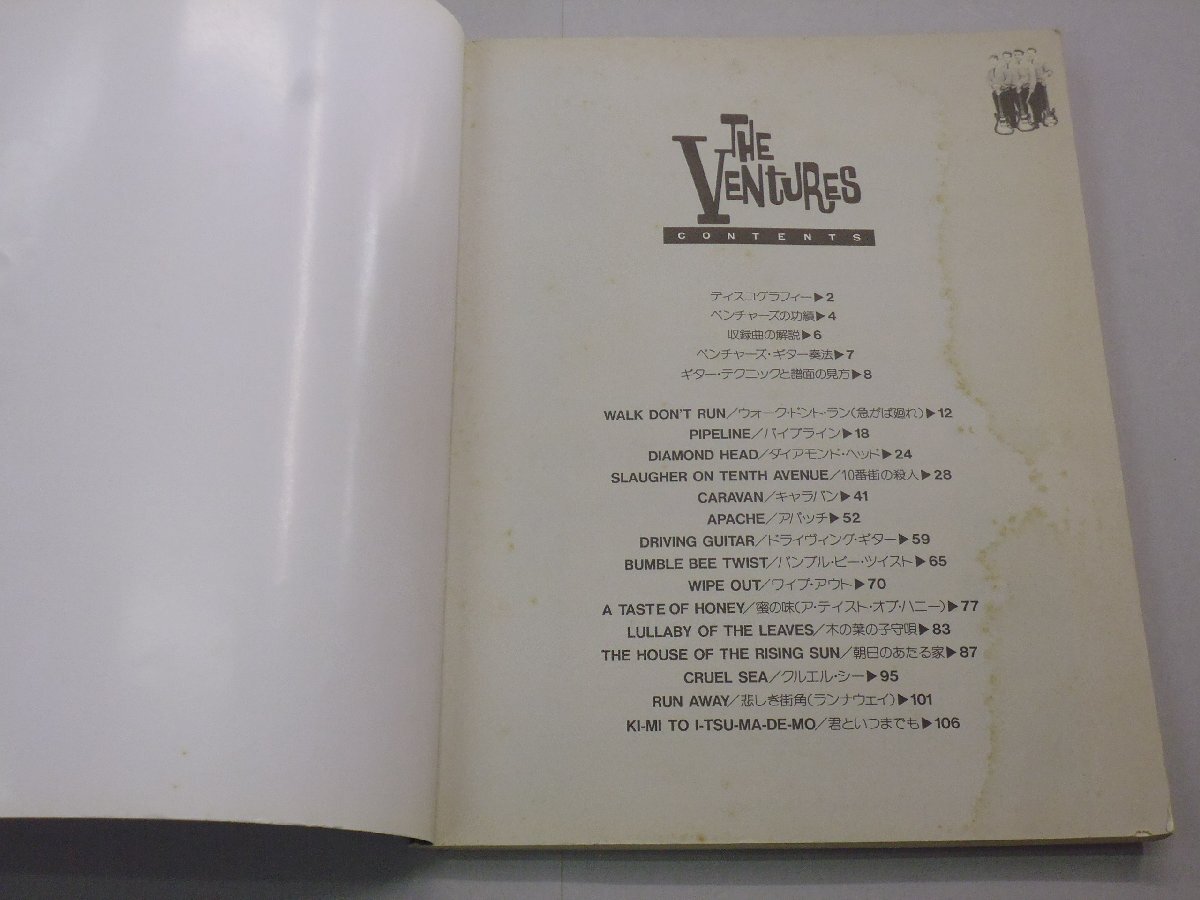 THE
VENTURES
CONTENTS
ディスコグラフィー▶2
ベンチャーズの功績▶4
収録曲の解説▶6
ベンチャーズ・ギター奏法▶7
ギター・テクニックと譜面の見方▶8
WALK DON'T RUN/ウォーク・ドント・ラン(急がば廻れ)▶12
PIPELINE/パイプライン▶18
DIAMOND HEAD/ダイアモンド・ヘッド▶24
SLAUGHER ON TENTH AVENUE/10番街の殺人▶28
CARAVAN/キャラバン▶41
APACHE/アパッチ▶52
DRIVING GUITAR/ドライヴィング・ギター▶59
BUMBLE BEE TWIST/バンブル・ビー・ツイスト▶65
WIPE OUT/ワイプ・アウト▶70
A TASTE OF HONEY/蜜の味(ア・テイスト・オブ・ハニー)▶77
LULLABY OF THE LEAVES/木の葉の子守唄▶83
THE HOUSE OF THE RISING SUN/朝日のあたる家▶87
CRUEL SEA/クルエル・シー▶95
RUN AWAY/悲しき街角(ランナウェイ)▶101
KI-MI TO I-TSU-MA-DE-MO/君といつまでも▶106